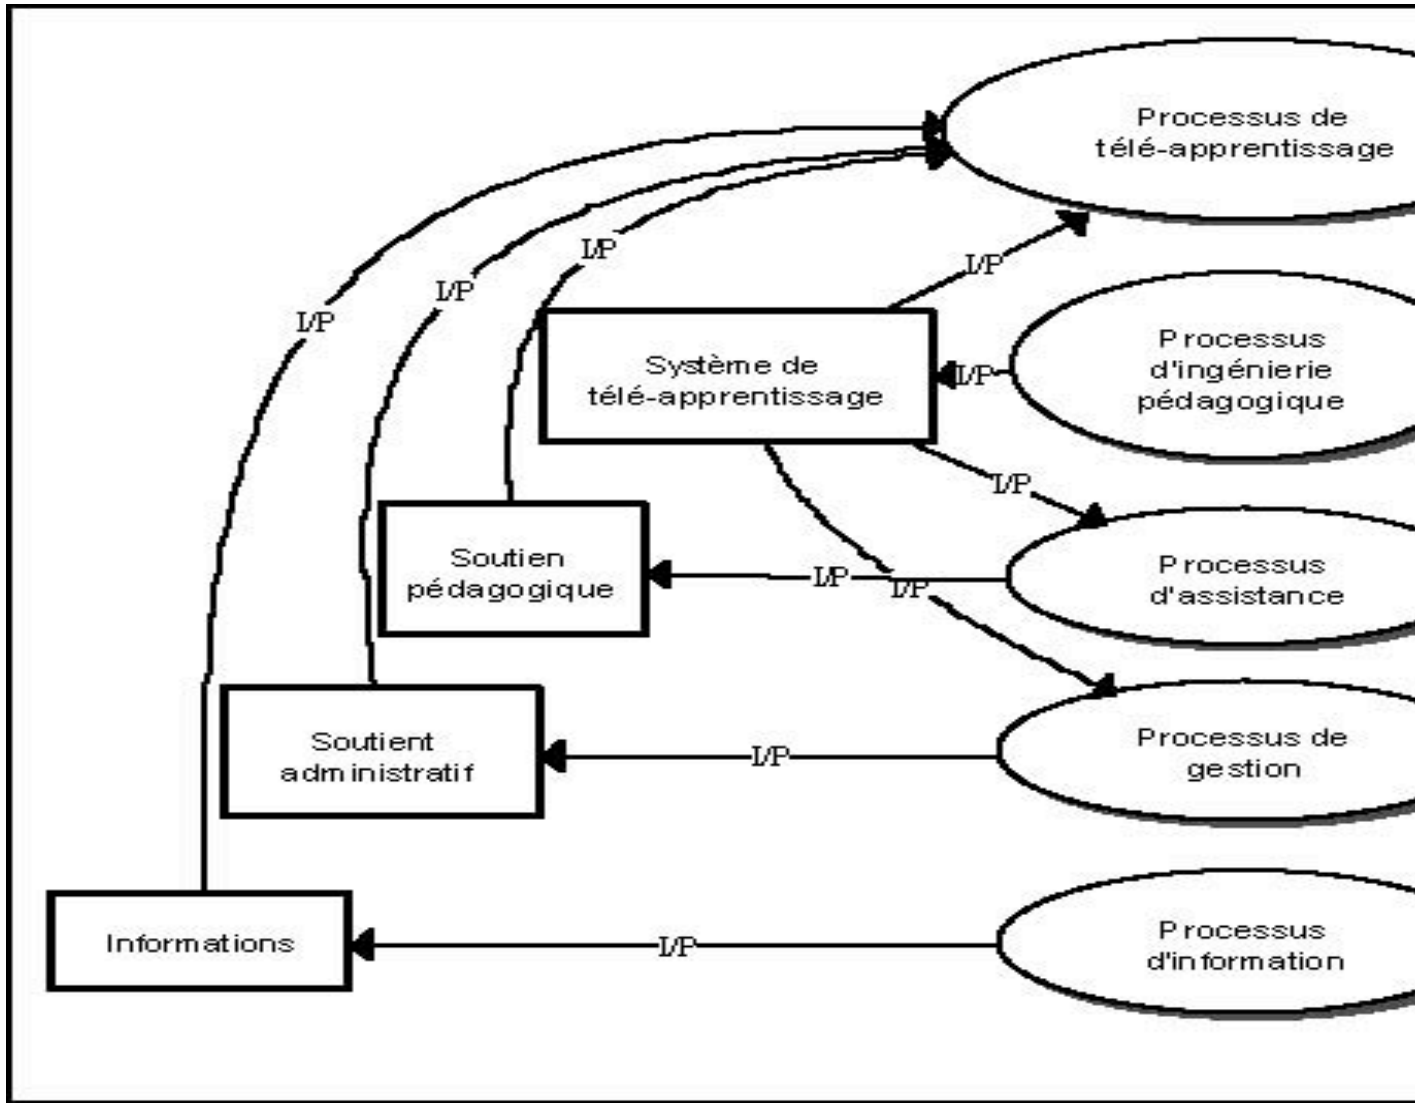 Processus de
télé-apprentissage
I/P
I/P
I/P
I/P
Système de
télé-apprentissage
I/P
Processus
d'ingénierie
pédagogique
I/P
Soutien
pédagogique
I/P
I/P
Processus
d'assistance
Soutient
administratif
I/P
Processus de
gestion
Informations
I/P
Processus
d'information